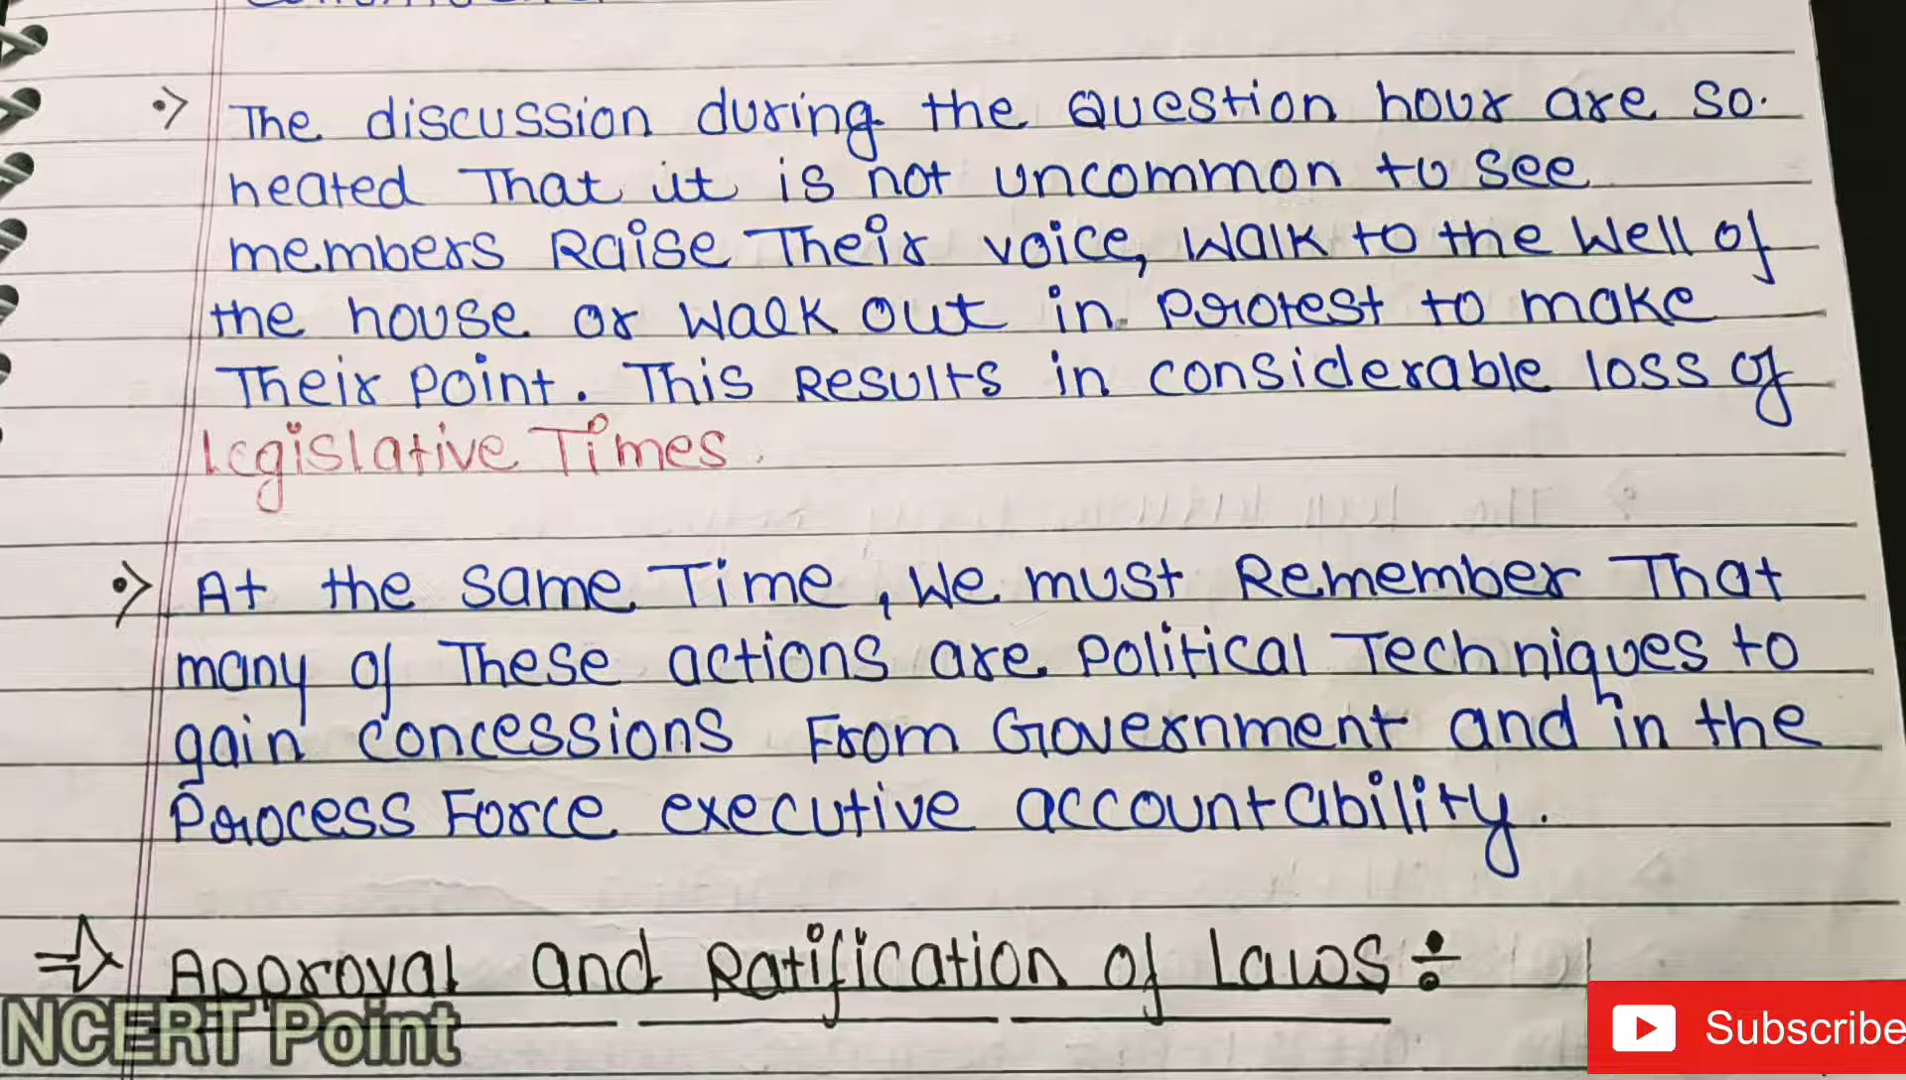 The discussion during the Question hour are so.
heated That it is not uncommon to see
members Raise Their voice, Walk to the Well of
the house or Walk out in Protest to make
Their Point. This Results in considerable loss of
Legislative Times.
At the same Time, We must Remember That
many of These actions are Political Techniques to
gain concessions From Government and in the
Process Force executive accountability.
⇒ Approval and Ratification of Laws ÷
NCERT Point
Subscribe